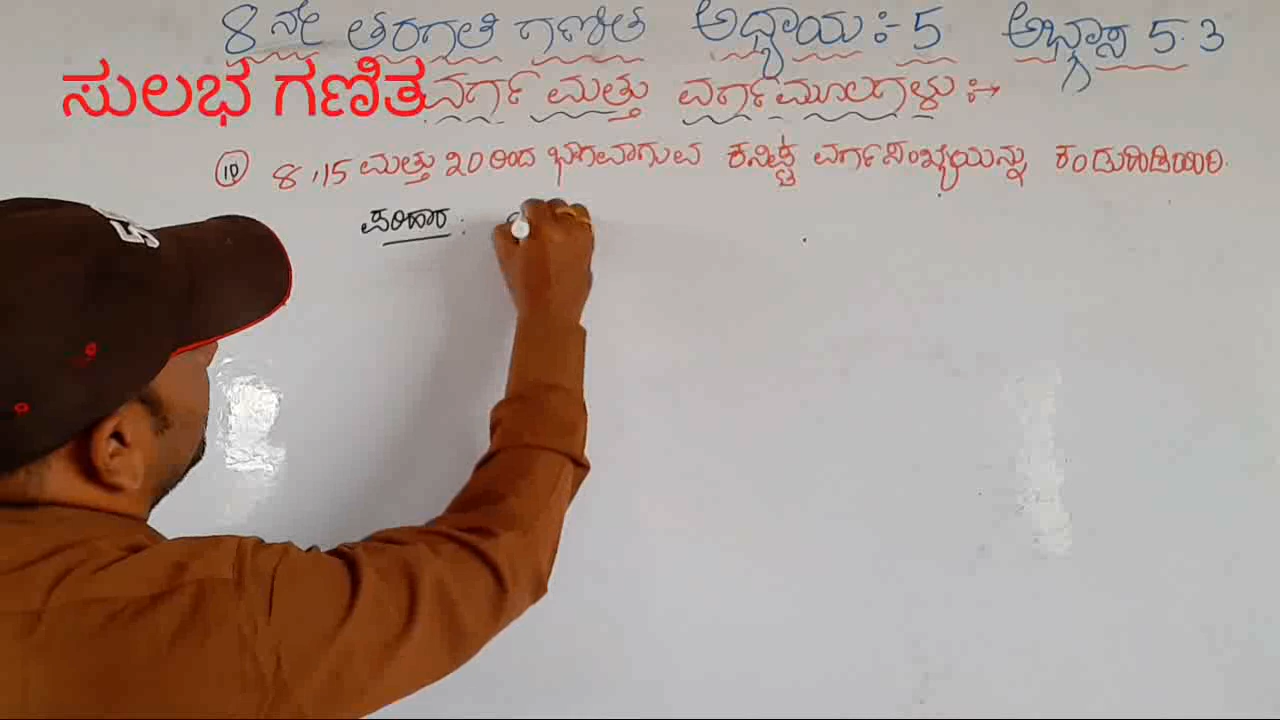 8 ನೇ ತರಗತಿ ಗಣಿತ ಅಧ್ಯಾಯ :- 5 ಅಭ್ಯಾಸ 5.3
ಸುಲಭ ಗಣಿತ ವರ್ಗ ಮತ್ತು ವರ್ಗಮೂಲಗಳು :→
10 8,15 ಮತ್ತು 20 ರಿಂದ ಭಾಗವಾಗುವ ಕನಿಷ್ಟ ವರ್ಗಸಂಖ್ಯೆಯನ್ನು ಕಂಡುಹಿಡಿಯಿರಿ.
ಪರಿಹಾರ :